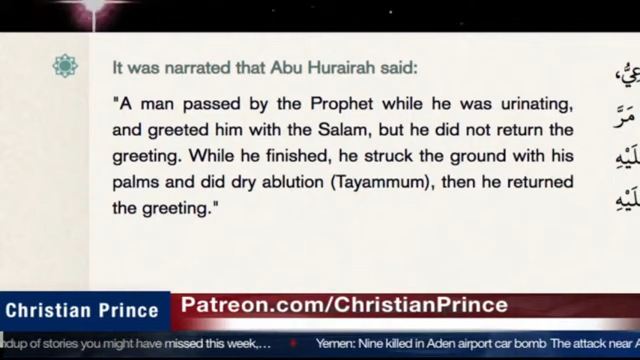 It was narrated that Abu Hurairah said:
"A man passed by the Prophet while he was urinating,
and greeted him with the Salam, but he did not return the
greeting. While he finished, he struck the ground with his
palms and did dry ablution (Tayammum), then he returned
the greeting."
مَرَّ
Christian Prince
Patreon.com/ChristianPrince
ndup of stories you might have missed this week,... Yemen: Nine killed in Aden airport car bomb The attack near A